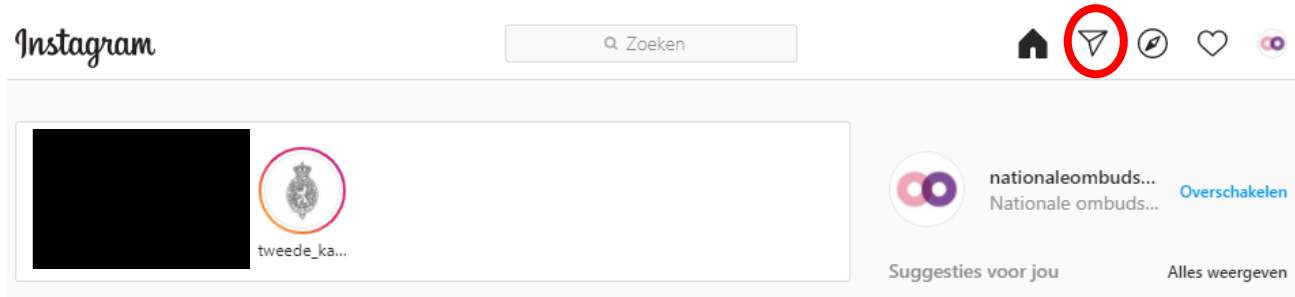 Instagram
Zoeken
tweede_ka...
nationaleombuds...
Nationale ombuds...
Overschakelen
Suggesties voor jou
Alles weergeven